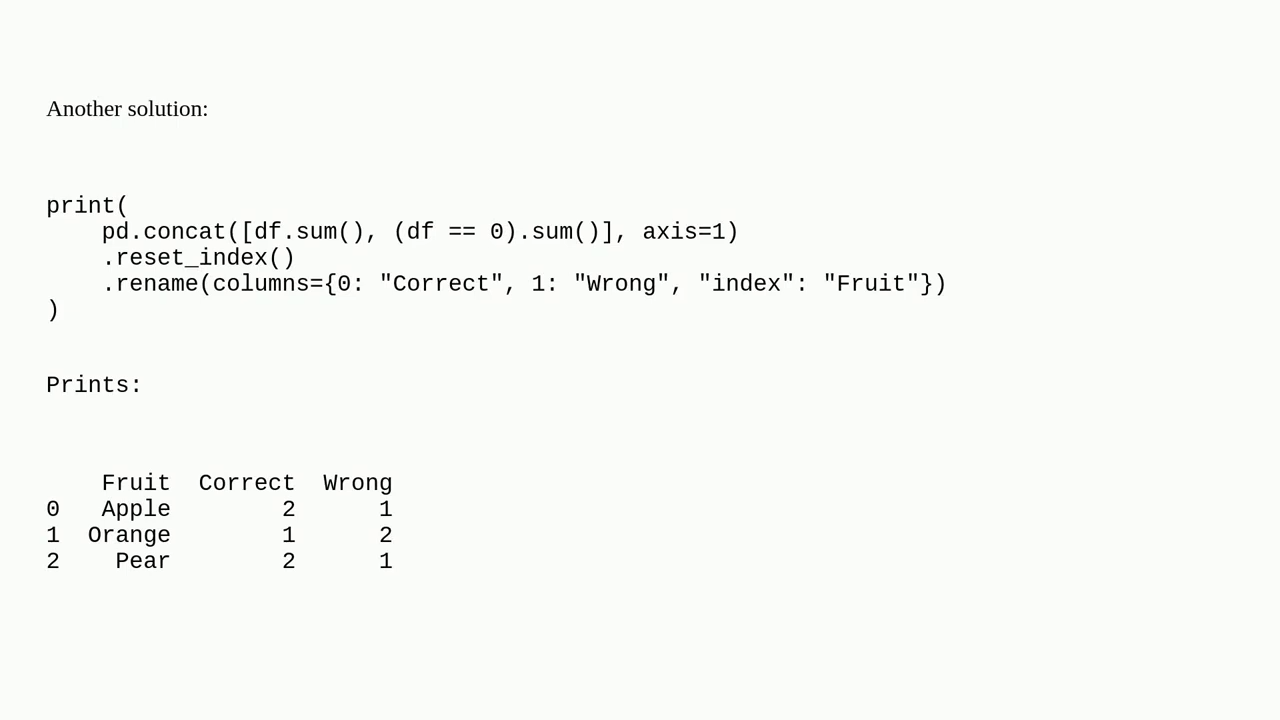 Another solution:
print(
    pd.concat([df.sum(), (df == 0).sum()], axis=1)
    .reset_index()
    .rename(columns={0: "Correct", 1: "Wrong", "index": "Fruit"})
)
Prints:
    Fruit  Correct  Wrong
0   Apple        2      1
1  Orange        1      2
2    Pear        2      1